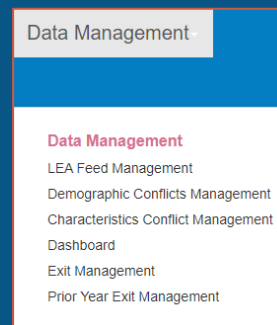 Data Management
Data Management
LEA Feed Management
Demographic Conflicts Management
Characteristics Conflict Management
Dashboard
Exit Management
Prior Year Exit Management